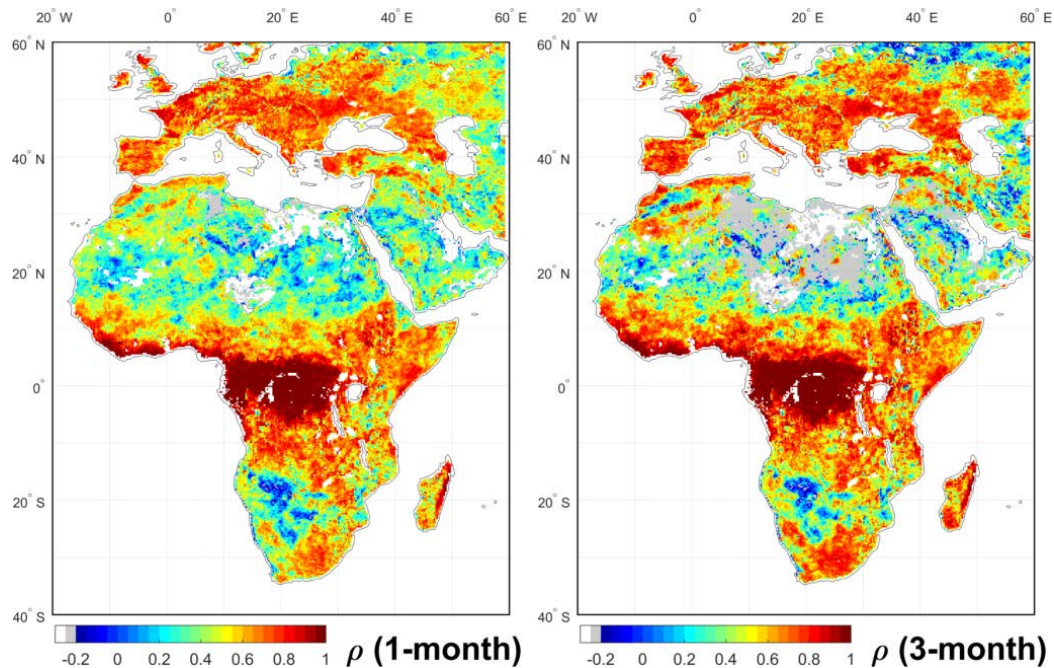 20° W 0° 20° E 40° E 60° E 20° W 0° 20° E 40° E 60° E
60° N 60° N
40° N 40° N
20° N 20° N
0° 0°
20° S 20° S
40° S 40° S
-0.2 0 0.2 0.4 0.6 0.8 1 ρ (1-month) -0.2 0 0.2 0.4 0.6 0.8 1 ρ (3-month)